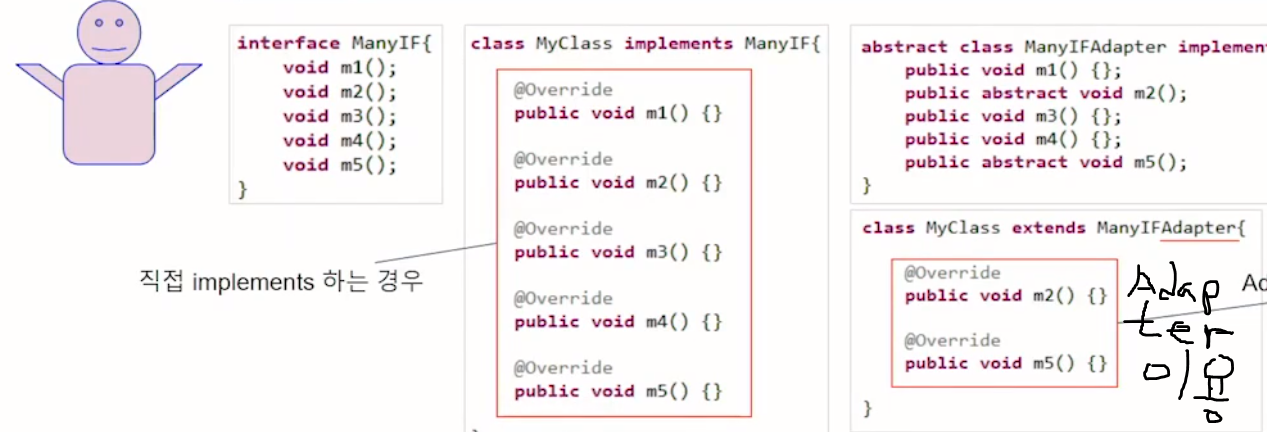 interface ManyIF{
void m1();
void m2();
void m3();
void m4();
void m5();
}
class MyClass implements ManyIF{
@Override
public void m1() {}
@Override
public void m2() {}
@Override
public void m3() {}
@Override
public void m4() {}
@Override
public void m5() {}
직접 implements 하는 경우
abstract class ManyIFAdapter implemen
public void m1() {};
public abstract void m2();
public void m3() {};
public void m4() {};
public abstract void m5();
}
class MyClass extends ManyIFAdapter{
@Override
public void m2() {}
@Override
public void m5() {}
}
Adap
ter
이용
Ad